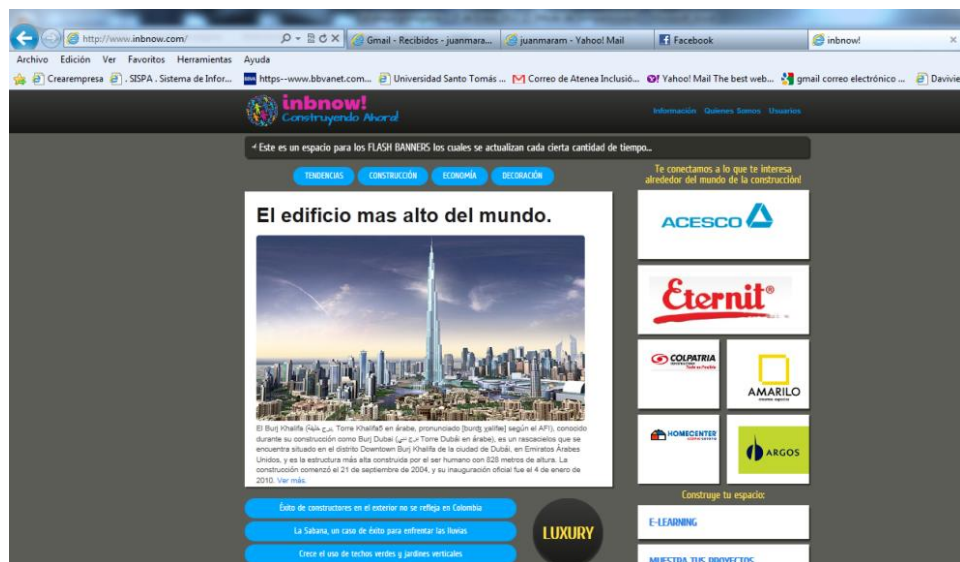 http://www.inbnow.com/
Gmail - Recibidos - juanmara...
juanmaram - Yahoo! Mail
Facebook
inbnow!
Archivo Edición Ver Favoritos Herramientas Ayuda
Crearempresa
. SISPA . Sistema de Infor...
https--www.bbvanet.com...
Universidad Santo Tomás ...
Correo de Atenea Inclusió...
Yahoo! Mail The best web...
gmail correo electrónico ...
Davivie
inbnow!
Construyendo Ahora!
Información Quienes Somos Usuarios
Este es un espacio para los FLASH BANNERS los cuales se actualizan cada cierta cantidad de tiempo...
TENDENCIAS
CONSTRUCCIÓN
ECONOMÍA
DECORACIÓN
El edificio mas alto del mundo.
El Burj Khalifa (برج خليفة, Torre Khalifa5 en árabe, pronunciado [burdʒ χaliːfæ] según el AFI), conocido
durante su construcción como Burj Dubai (برج دبي Torre Dubái en árabe), es un rascacielos que se
encuentra situado en el distrito Downtown Burj Khalifa de la ciudad de Dubái, en Emiratos Árabes
Unidos, y es la estructura más alta construida por el ser humano con 828 metros de altura. La
construcción comenzó el 21 de septiembre de 2004, y su inauguración oficial fue el 4 de enero de
2010. Ver más
Éxito de constructores en el exterior no se refleja en Colombia
La Sabana, un caso de éxito para enfrentar las lluvias
Crece el uso de techos verdes y jardines verticales
LUXURY
Te conectamos a lo que te interesa
alrededor del mundo de la construcción!
ACESCO
Eternit®
COLPATRIA
AMARILO
HOMECENTER
ARGOS
Construye tu espacio:
E-LEARNING
MUESTRA TUS PROYECTOS